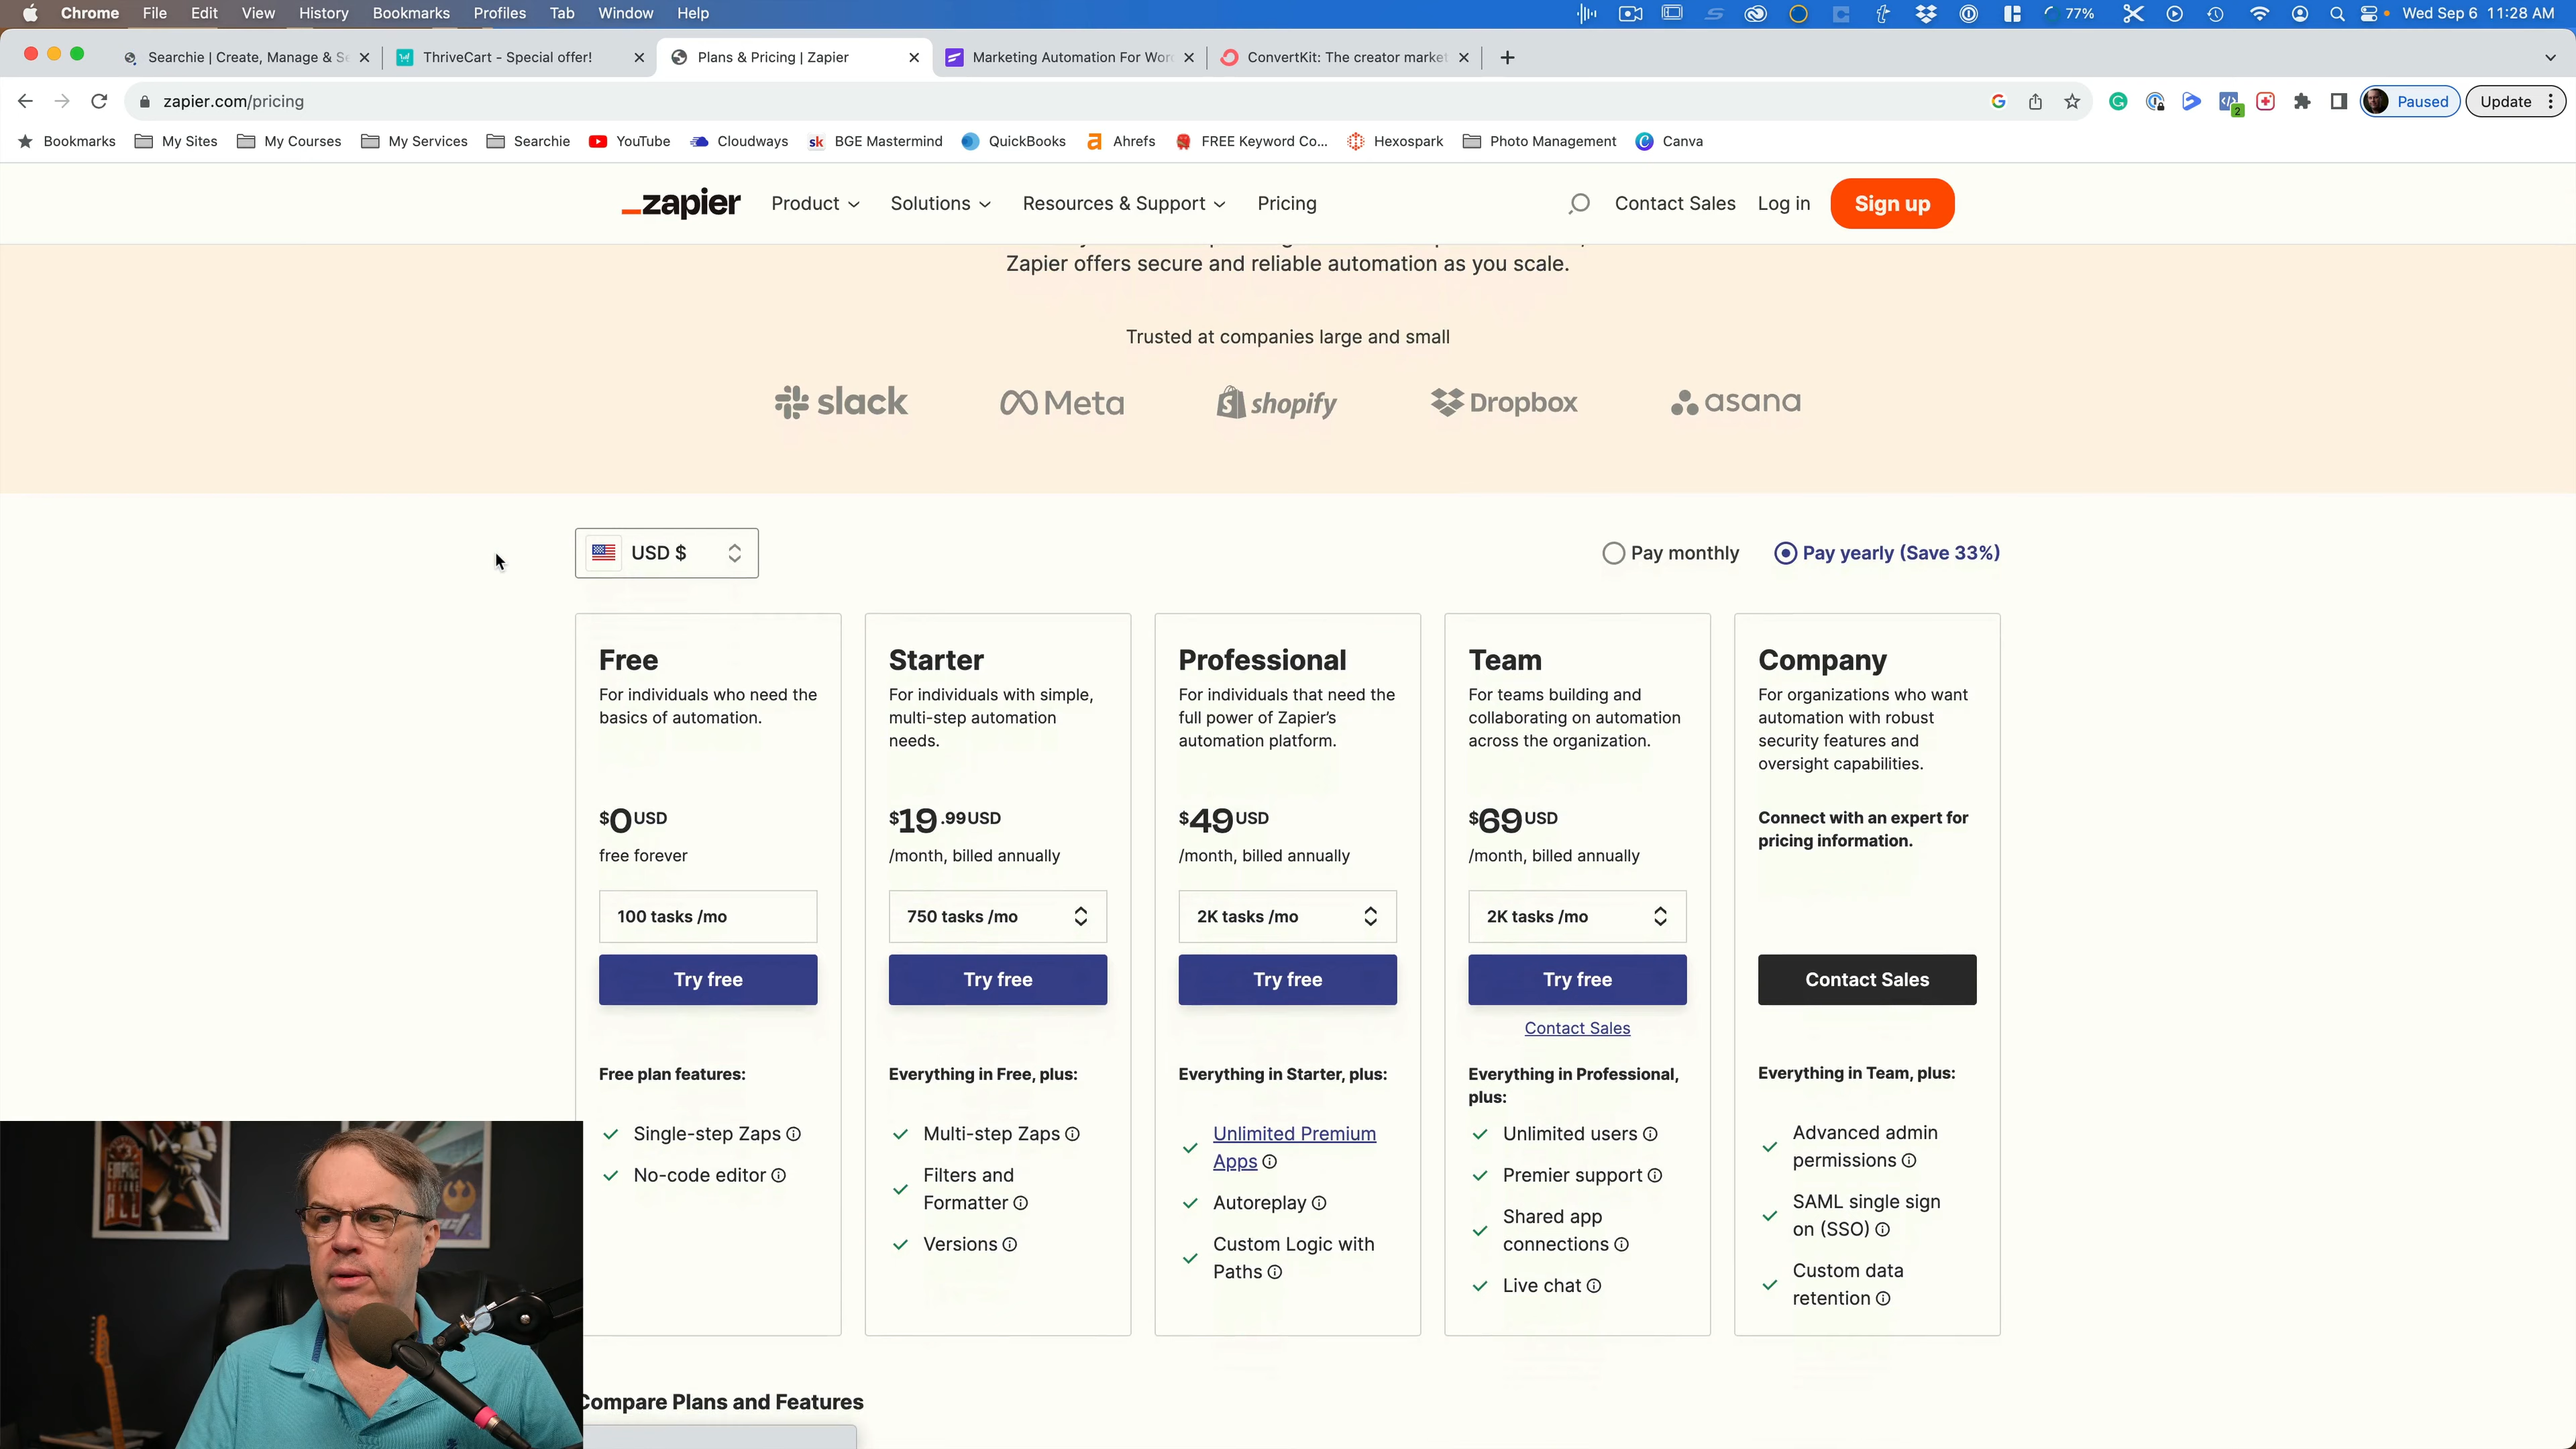 Chrome File Edit View History Bookmarks Profiles Tab Window Help 77% Wed Sep 6 11:28 AM
Searchie | Create, Manage & Se ThriveCart - Special offer! Plans & Pricing | Zapier Marketing Automation For Wor ConvertKit: The creator market
zapier.com/pricing 2 Paused Update
Bookmarks My Sites My Courses My Services Searchie YouTube Cloudways sk BGE Mastermind QuickBooks Ahrefs FREE Keyword Co... Hexospark Photo Management Canva
zapier Product Solutions Resources & Support Pricing Contact Sales Log in Sign up
Zapier offers secure and reliable automation as you scale.
Trusted at companies large and small
slack Meta shopify Dropbox asana
USD $ Pay monthly Pay yearly (Save 33%)
Free
For individuals who need the
basics of automation.
$0 USD
free forever
100 tasks /mo
Try free
Free plan features:
Single-step Zaps
No-code editor
Starter
For individuals with simple,
multi-step automation
needs.
$19.99 USD
/month, billed annually
750 tasks /mo
Try free
Everything in Free, plus:
Multi-step Zaps
Filters and
Formatter
Versions
Professional
For individuals that need the
full power of Zapier’s
automation platform.
$49 USD
/month, billed annually
2K tasks /mo
Try free
Everything in Starter, plus:
Unlimited Premium
Apps
Autoreplay
Custom Logic with
Paths
Team
For teams building and
collaborating on automation
across the organization.
$69 USD
/month, billed annually
2K tasks /mo
Try free
Contact Sales
Everything in Professional,
plus:
Unlimited users
Premier support
Shared app
connections
Live chat
Company
For organizations who want
automation with robust
security features and
oversight capabilities.
Connect with an expert for
pricing information.
Contact Sales
Everything in Team, plus:
Advanced admin
permissions
SAML single sign
on (SSO)
Custom data
retention
Compare Plans and Features